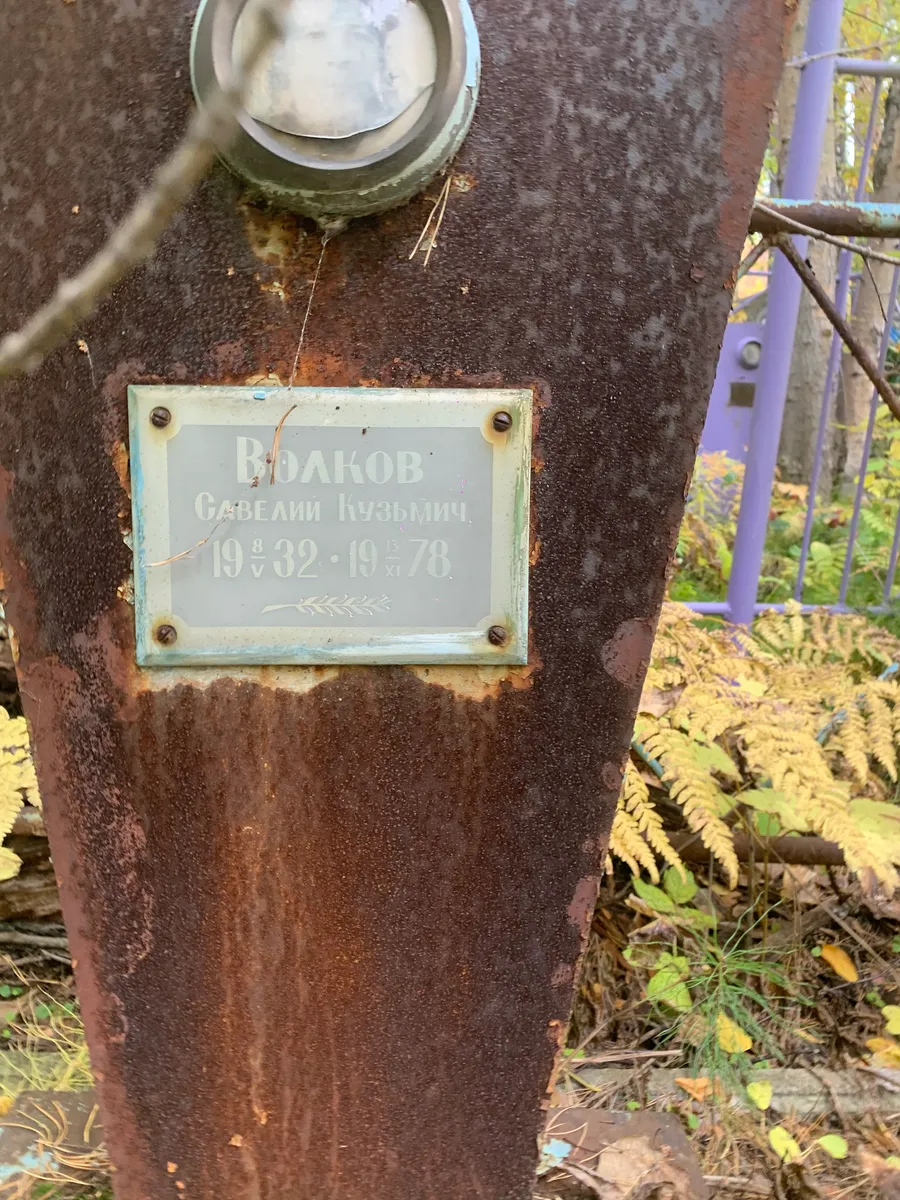 Волков
Савелий Кузьмич
19 8/V 32 · 19 13/XI 78